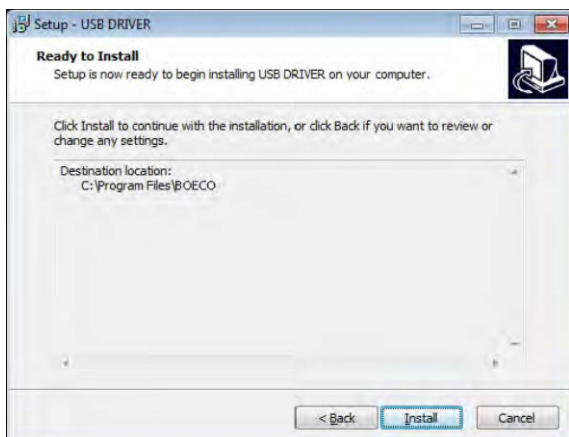 Setup - USB DRIVER
Ready to Install
Setup is now ready to begin installing USB DRIVER on your computer.
Click Install to continue with the installation, or click Back if you want to review or
change any settings.
Destination location:
C:\Program Files\BOECO
< Back
Install
Cancel